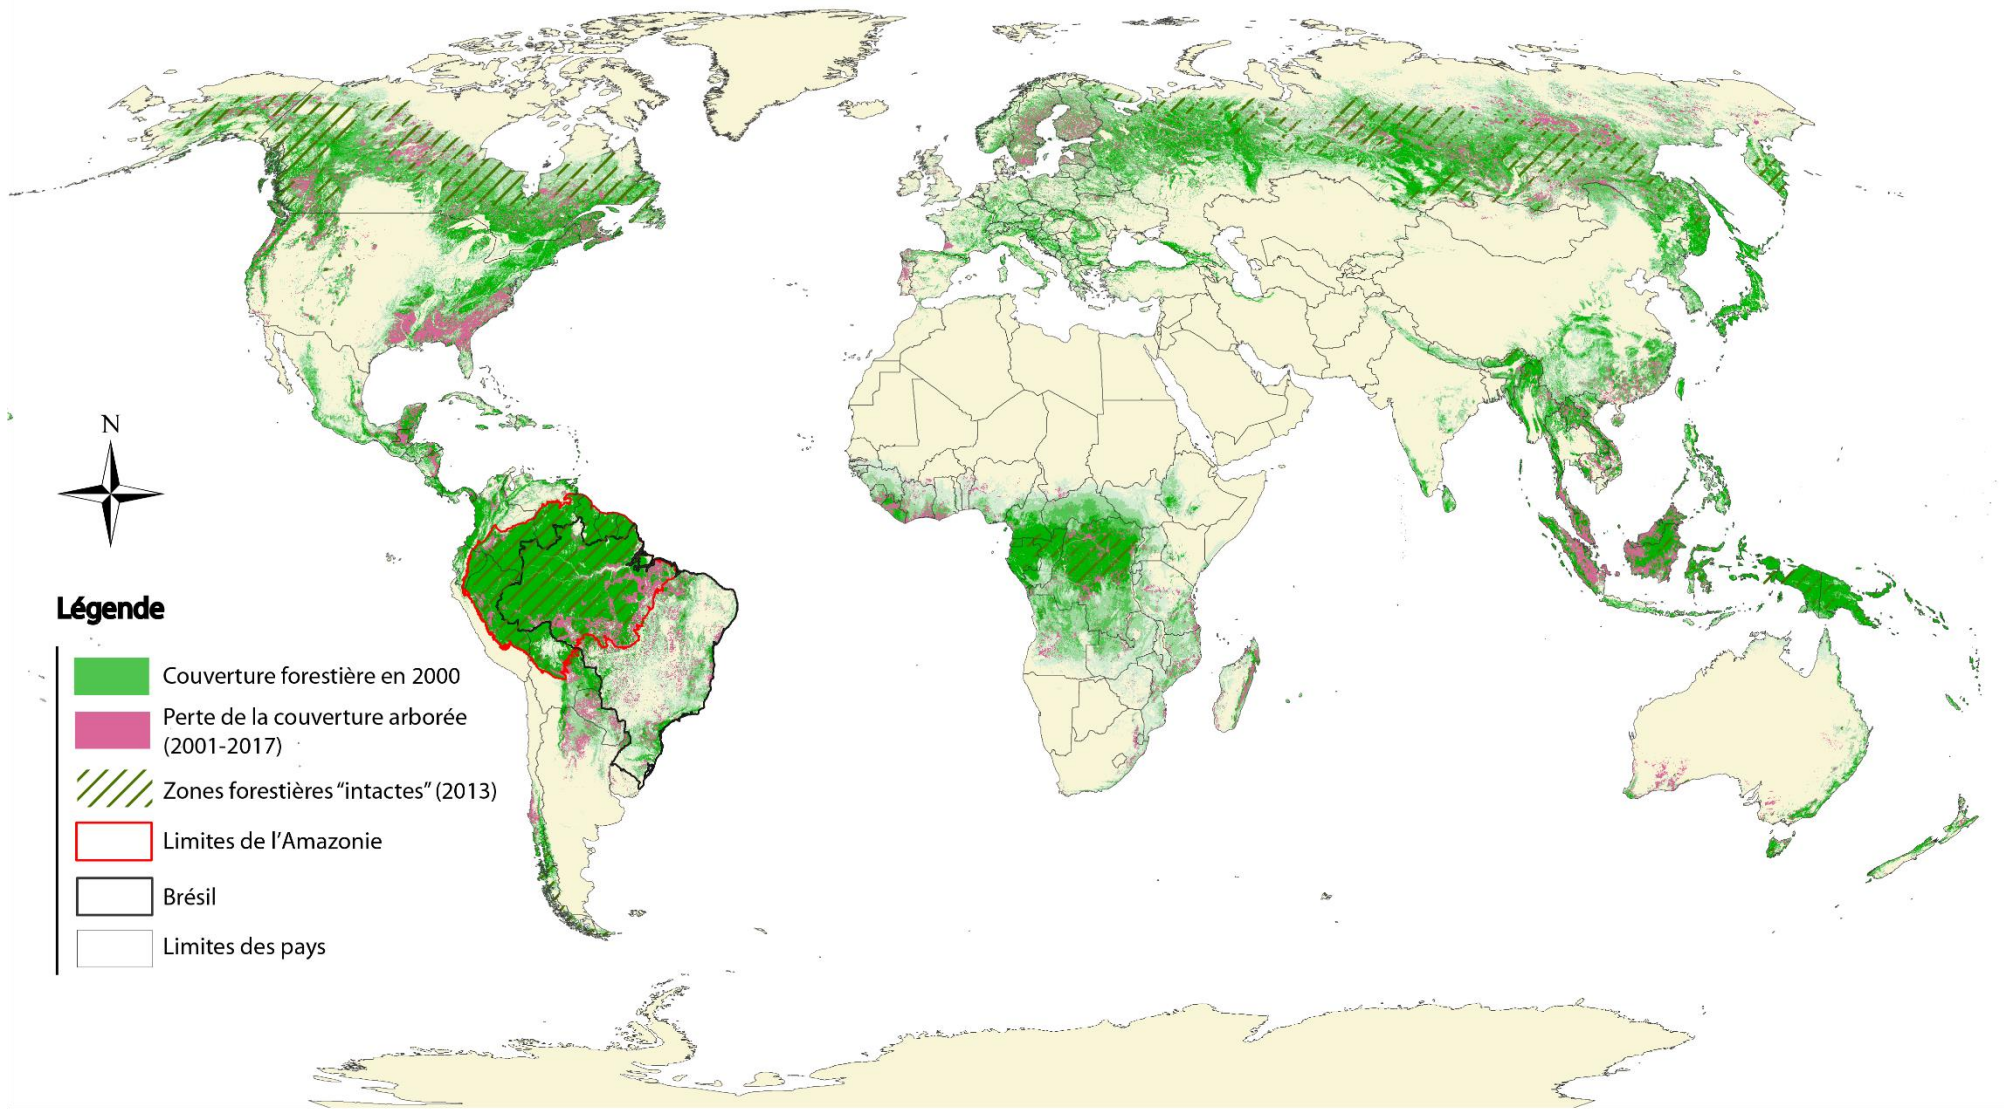 N
Légende
Couverture forestière en 2000
Perte de la couverture arborée
(2001-2017)
Zones forestières “intactes” (2013)
Limites de l’Amazonie
Brésil
Limites des pays